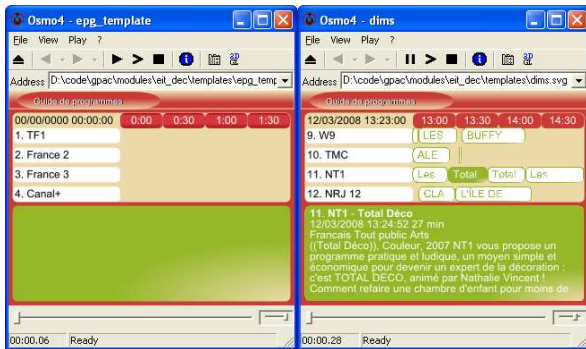 Osmo4 - epg_template
File View Play ?
Address D:\code\gpac\modules\eit_dec\templates\epg_temp
Guide de programmes
00/00/0000 00:00:00 0:00 0:30 1:00 1:30
1. TF1
2. France 2
3. France 3
4. Canal+
00:00.06 Ready
Osmo4 - dims
File View Play ?
Address D:\code\gpac\modules\eit_dec\templates\dims.svg
Guide de programmes
12/03/2008 13:23:00 13:00 13:30 14:00 14:30
9. W9 LES BUFFY
10. TMC ALE
11. NT1 Les Total Total Les
12. NRJ 12 CLA L'ÎLE DE
11. NT1 - Total Déco
12/03/2008 13:24:52 27 min
Francais Tout public Arts
((Total Déco)), Couleur, 2007 NT1 vous propose un
programme pratique et ludique, un moyen simple et
économique pour devenir un expert de la décoration :
c'est TOTAL DECO, animé par Nathalie Vincent !
Comment refaire une chambre d'enfant pour moins de
00:00.28 Ready